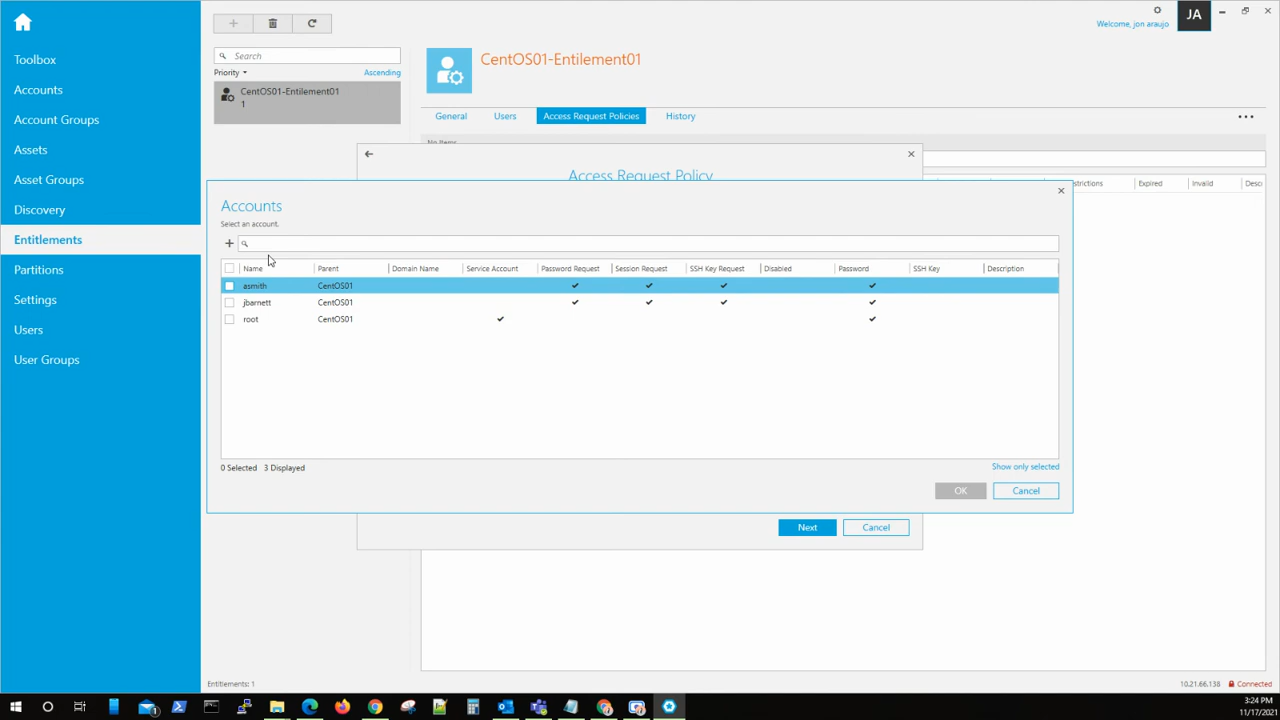 JA
Welcome, jon araujo
Toolbox
Accounts
Account Groups
Assets
Asset Groups
Discovery
Entitlements
Partitions
Settings
Users
User Groups
Search
Priority
Ascending
CentOS01-Entilement01
1
CentOS01-Entilement01
General
Users
Access Request Policies
History
No Items
Access Request Policy
strictions
Expired
Invalid
Desc
Accounts
Select an account.
Name
Parent
Domain Name
Service Account
Password Request
Session Request
SSH Key Request
Disabled
Password
SSH Key
Description
asmith CentOS01
jbarnett CentOS01
root CentOS01
0 Selected 3 Displayed
Show only selected
OK
Cancel
Next
Cancel
Entitlements: 1
10.21.66.138
Connected
3:24 PM
11/17/2021